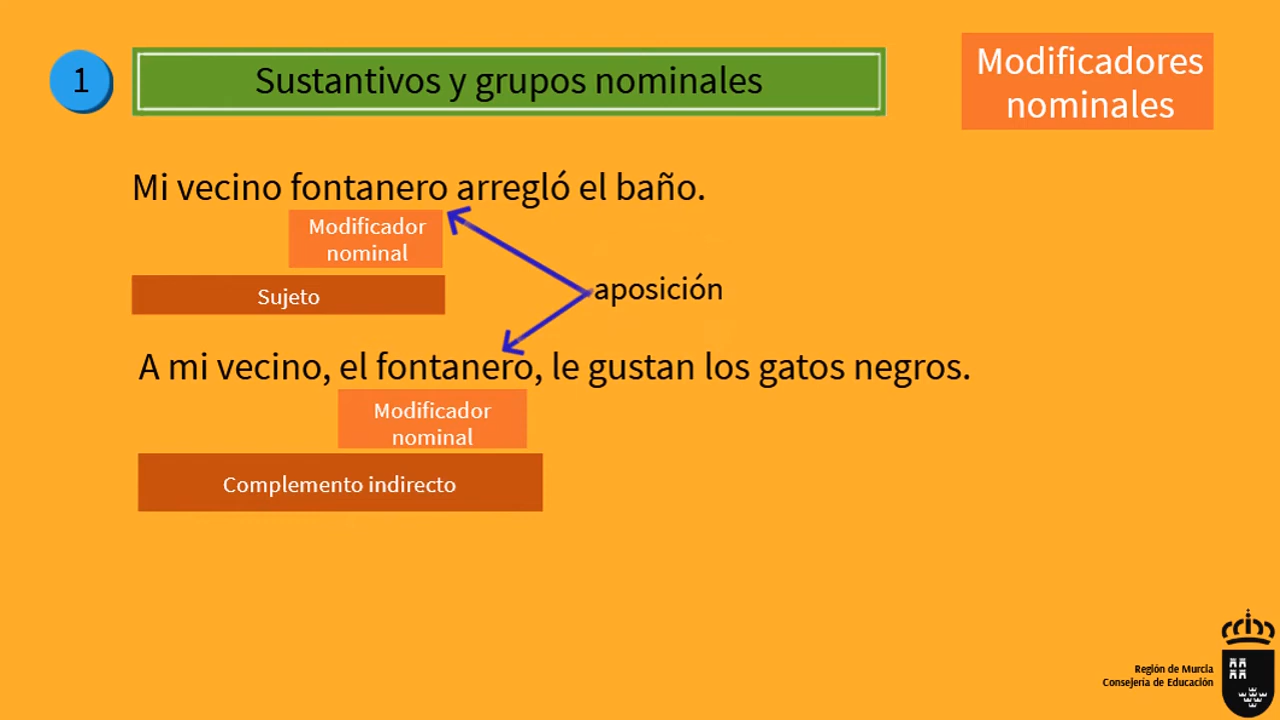 1
Sustantivos y grupos nominales
Modificadores
nominales
Mi vecino fontanero arregló el baño.
Modificador
nominal
Sujeto
aposición
A mi vecino, el fontanero, le gustan los gatos negros.
Modificador
nominal
Complemento indirecto
Región de Murcia
Consejería de Educación